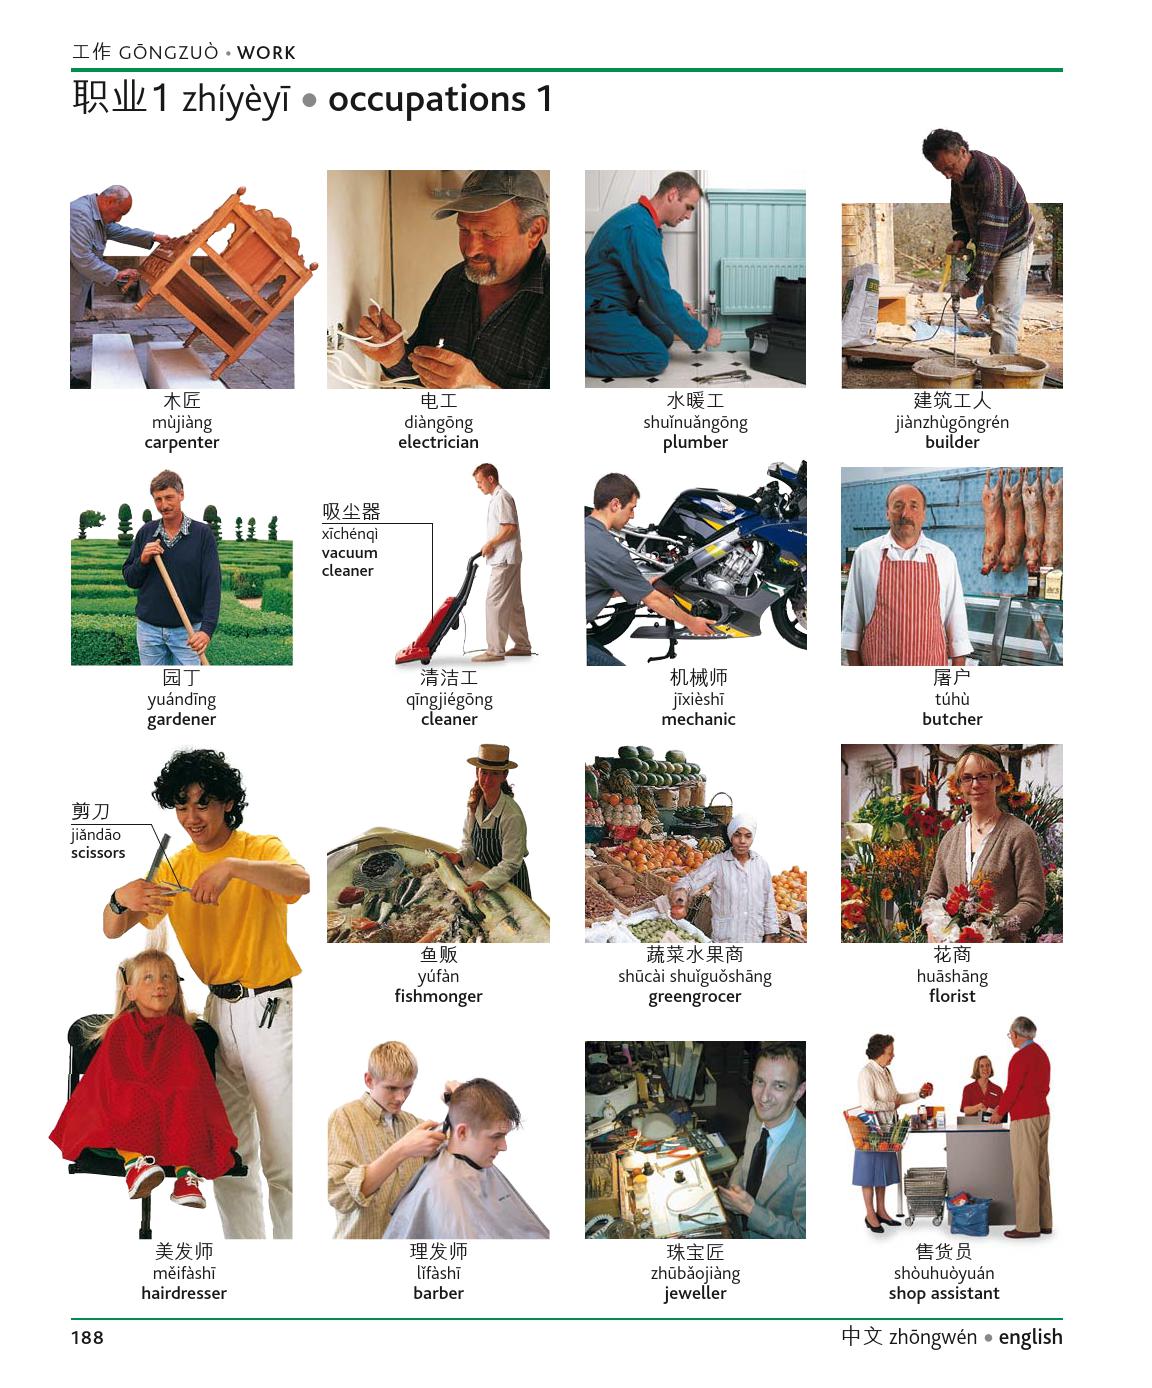 工作 GŌNGZUÒ • WORK
职业1 zhíyèyī • occupations 1
木匠
mùjiàng
carpenter
电工
diàngōng
electrician
水暖工
shuǐnuǎngōng
plumber
建筑工人
jiànzhùgōngrén
builder
吸尘器
xīchénqì
vacuum
cleaner
园丁
yuándīng
gardener
清洁工
qīngjiégōng
cleaner
机械师
jīxièshī
mechanic
屠户
túhù
butcher
剪刀
jiǎndāo
scissors
鱼贩
yúfàn
fishmonger
蔬菜水果商
shūcài shuǐguǒshāng
greengrocer
花商
huāshāng
florist
美发师
měifàshī
hairdresser
理发师
lǐfàshī
barber
珠宝匠
zhūbǎojiàng
jeweller
售货员
shòuhuòyuán
shop assistant
188
中文 zhōngwén • english